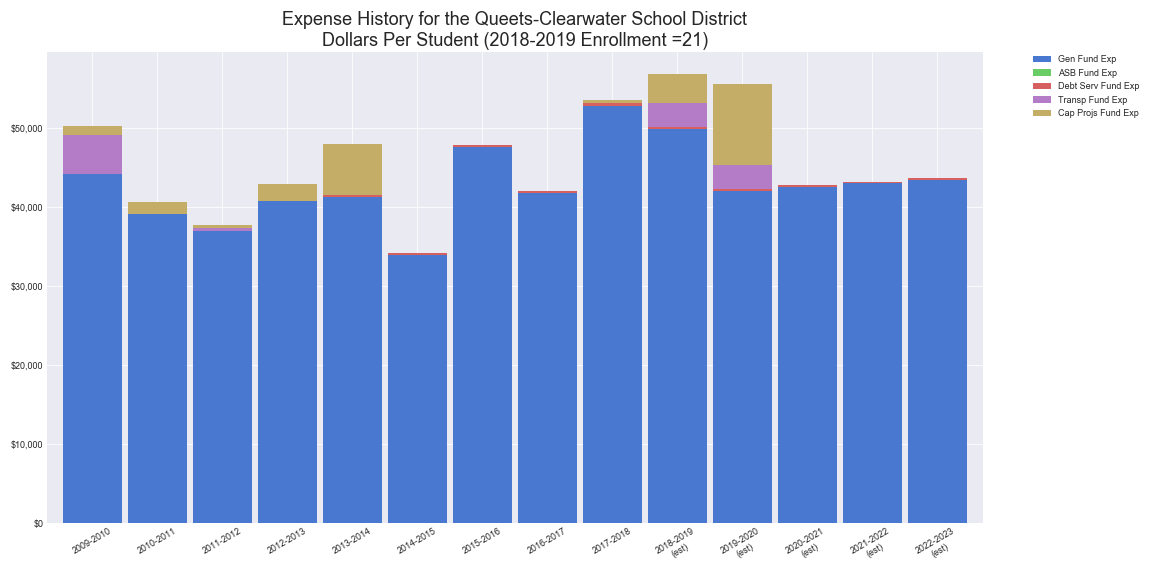 Expense History for the Queets-Clearwater School District
Dollars Per Student (2018-2019 Enrollment =21)
Gen Fund Exp
ASB Fund Exp
Debt Serv Fund Exp
Transp Fund Exp
Cap Projs Fund Exp
$50,000
$40,000
$30,000
$20,000
$10,000
$0
2009-2010
2010-2011
2011-2012
2012-2013
2013-2014
2014-2015
2015-2016
2016-2017
2017-2018
2018-2019
(est)
2019-2020
(est)
2020-2021
(est)
2021-2022
(est)
2022-2023
(est)